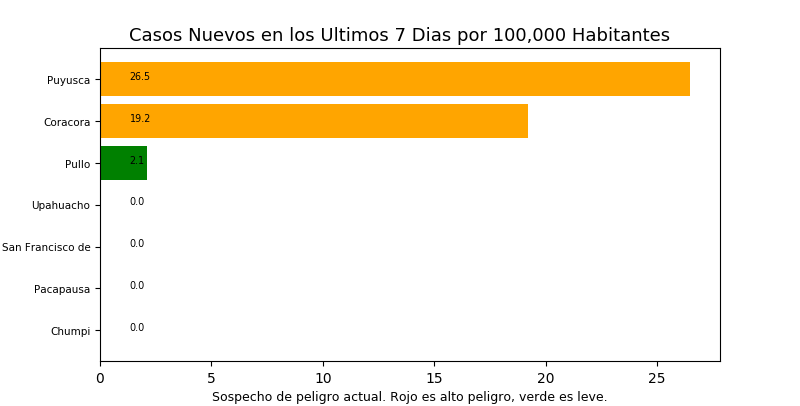 Casos Nuevos en los Ultimos 7 Dias por 100,000 Habitantes
Puyusca 26.5
Coracora 19.2
Pullo 2.1
Upahuacho 0.0
San Francisco de 0.0
Pacapausa 0.0
Chumpi 0.0
0 5 10 15 20 25
Sospecho de peligro actual. Rojo es alto peligro, verde es leve.